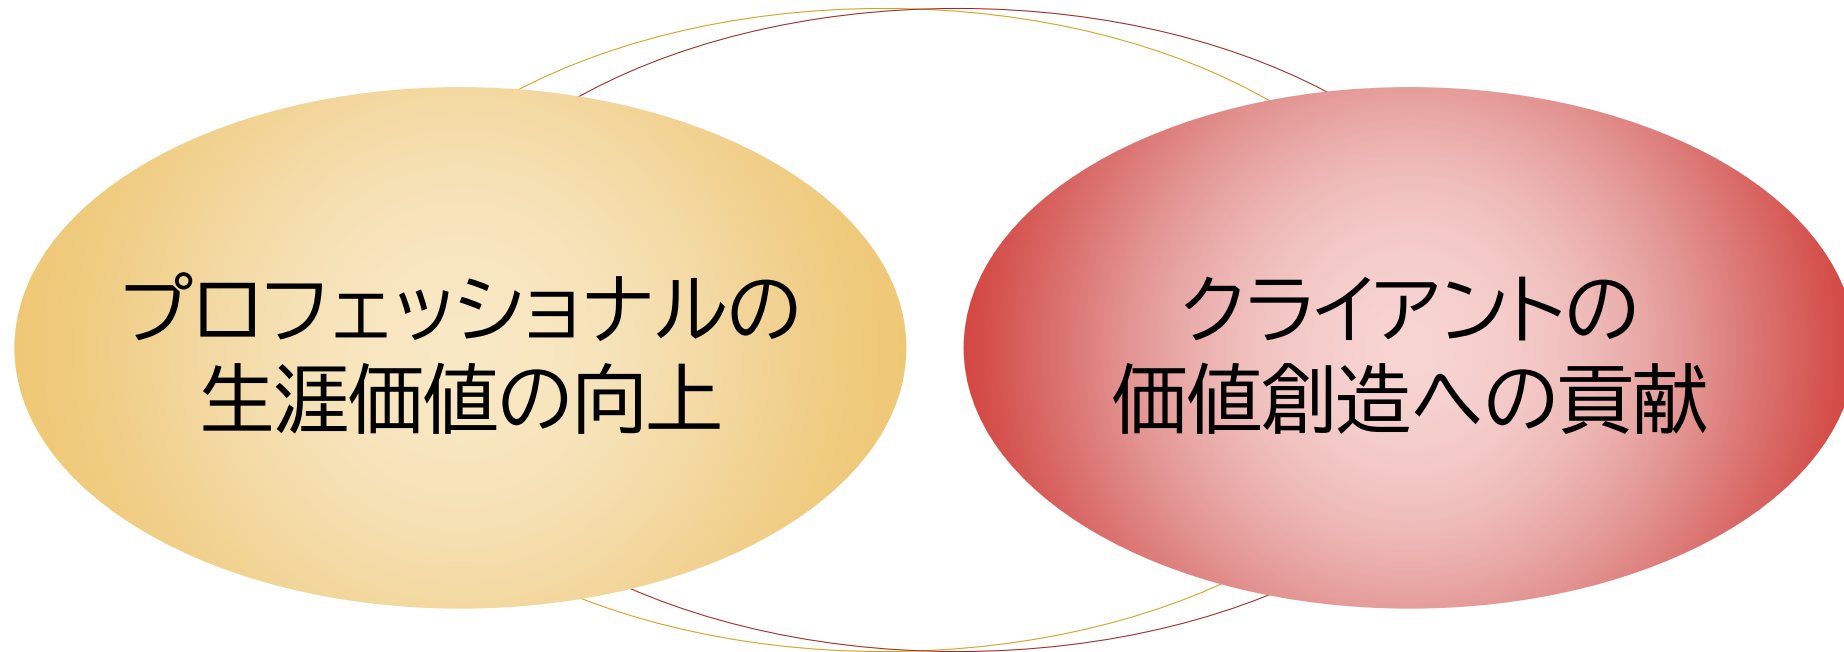 プロフェッショナルの
生涯価値の向上
クライアントの
価値創造への貢献